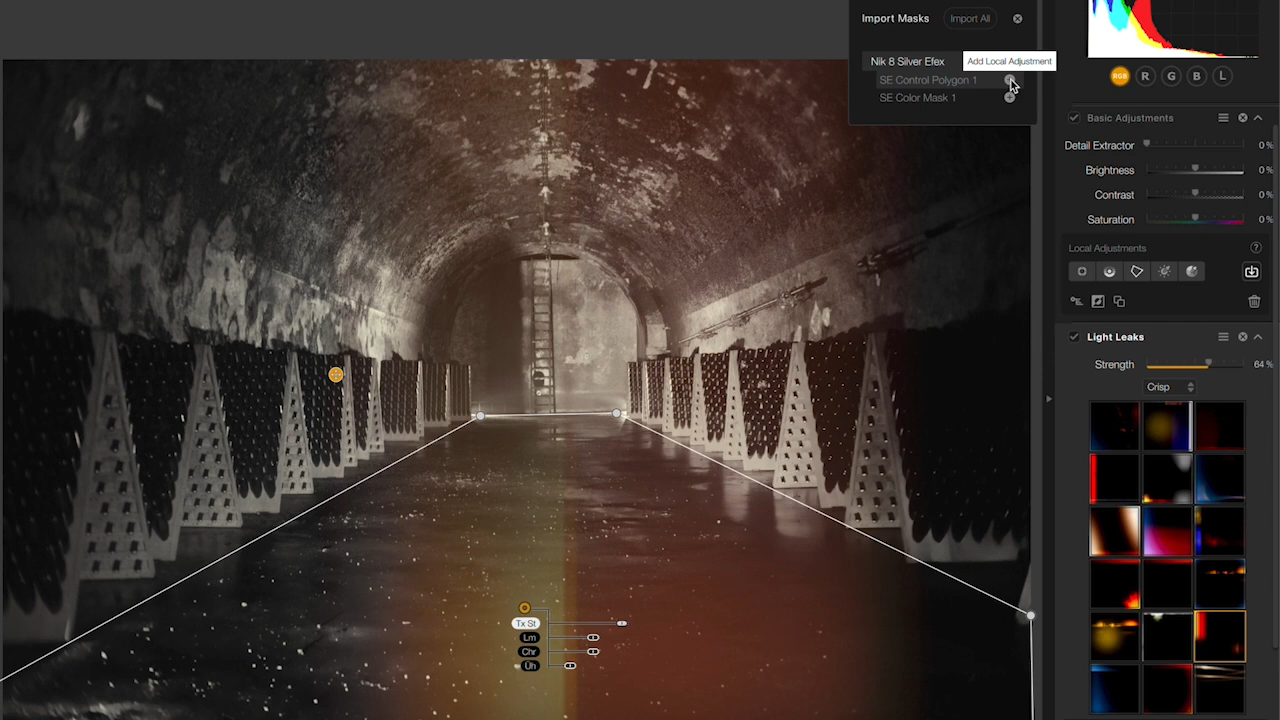 Import Masks
Import All
Nik 8 Silver Efex
Add Local Adjustment
SE Control Polygon 1
SE Color Mask 1
RGB
R
G
B
L
Basic Adjustments
Detail Extractor
0%
Brightness
0%
Contrast
0%
Saturation
0%
Local Adjustments
?
Light Leaks
Strength
64%
Crisp
Tx St
Lm
Chr
Üh